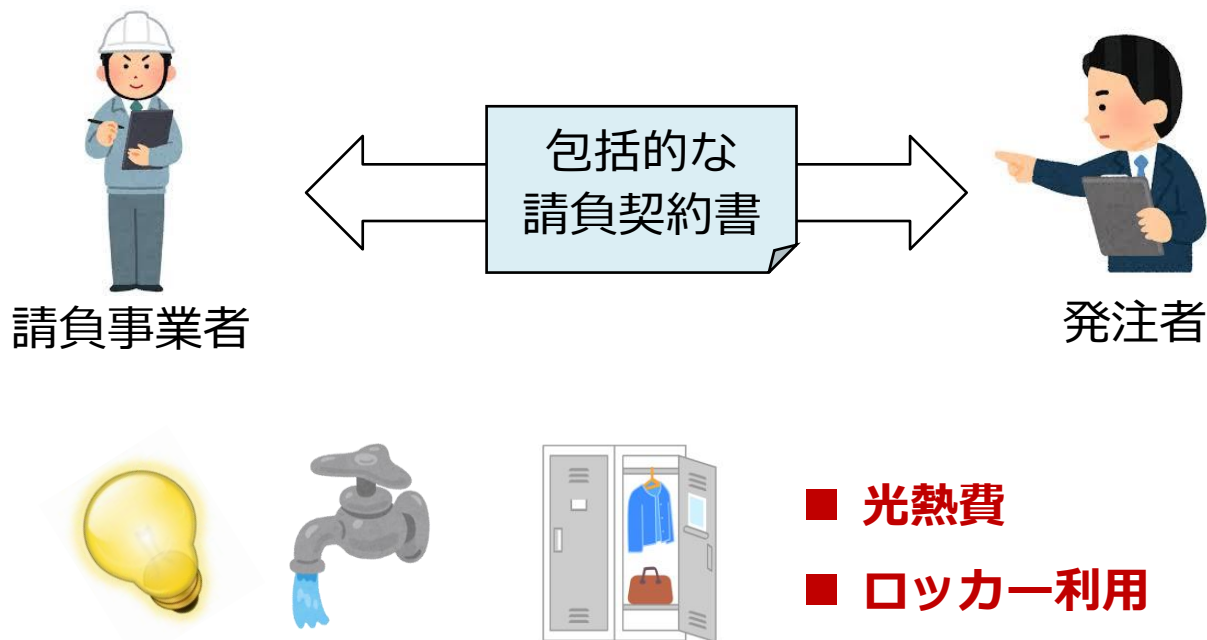 包括的な
請負契約書
請負事業者
発注者
■ 光熱費
■ ロッカー利用